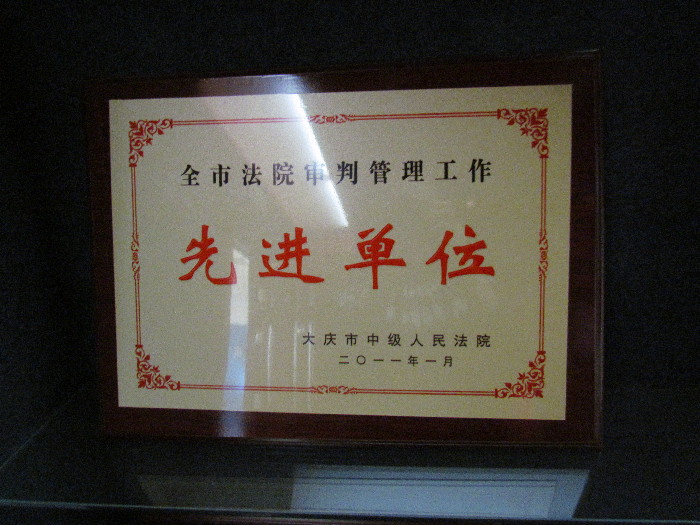 全市法院审判管理工作
先进单位
大庆市中级人民法院
二〇一一年一月